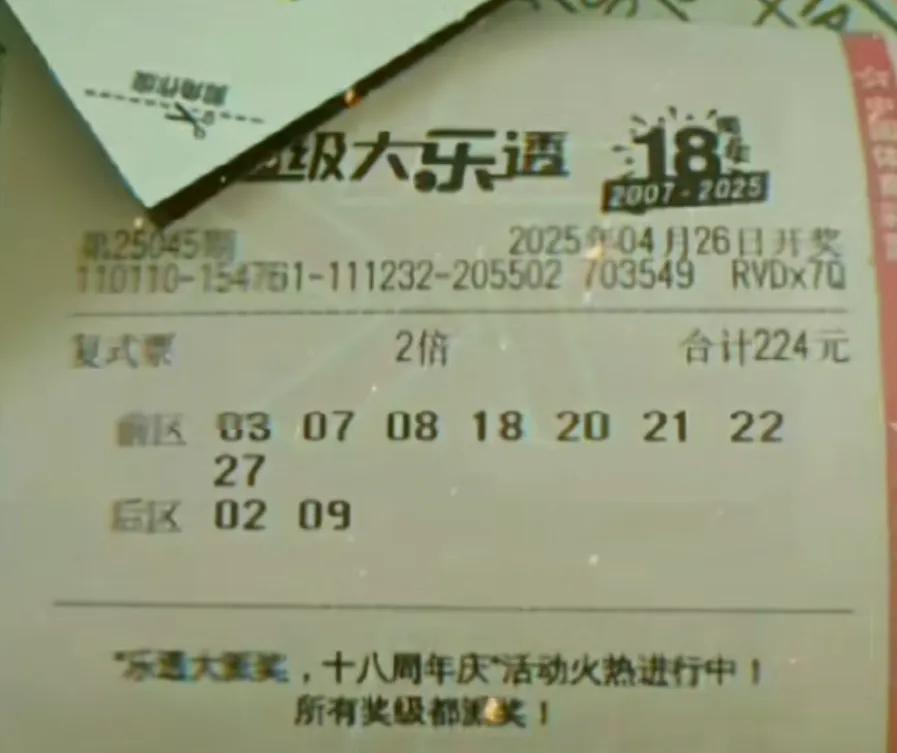 剪角作废
级大乐透
18周年
2007-2025
第25045期 2025年04月26日开奖
110110-154761-111232-205502 703549 RVDx7Q
复式票 2倍 合计224元
前区 03 07 08 18 20 21 22
27
后区 02 09
"乐透大派奖，十八周年庆"活动火热进行中！
所有奖级都派奖！